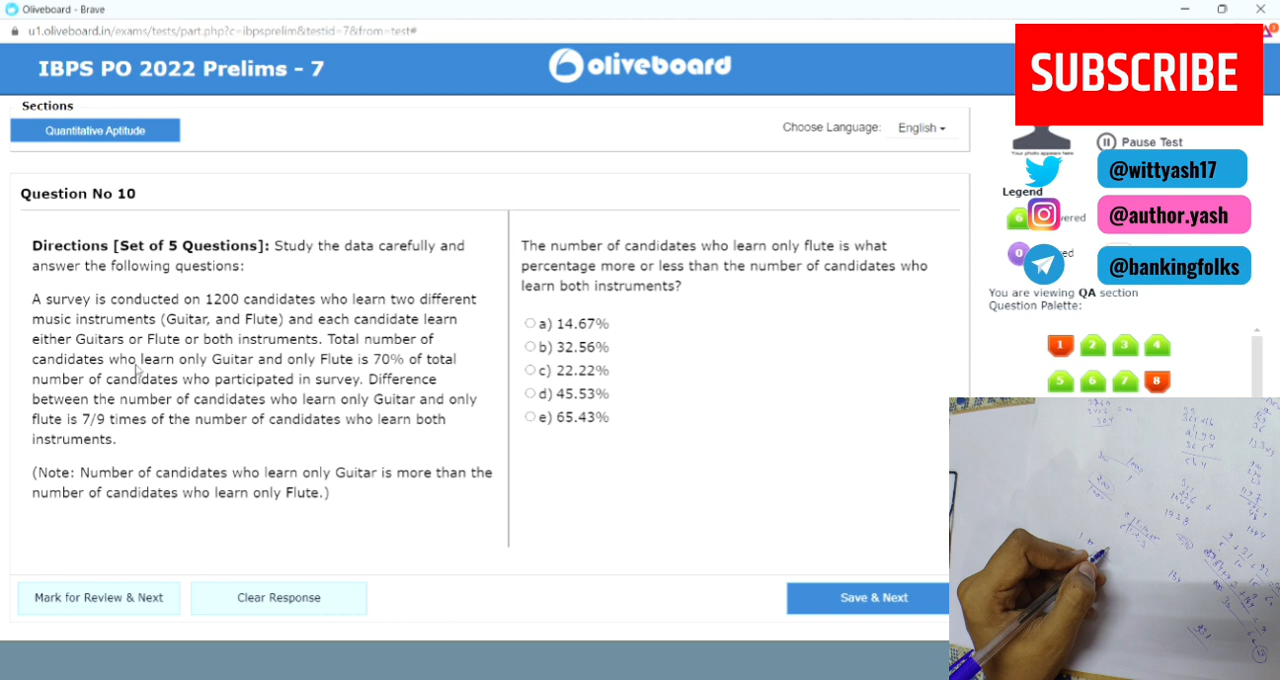 Oliveboard - Brave
u1.oliveboard.in/exams/tests/part.php?c=ibpsprelim&testid=7&from=test#
IBPS PO 2022 Prelims - 7
oliveboard
SUBSCRIBE
Sections
Quantitative Aptitude
Choose Language: English
Your photo appears here
Pause Test
@wittyash17
Legend
6
@author.yash
0
@bankingfolks
You are viewing QA section
Question Palette:
1 2 3 4
5 6 7 8
Question No 10
Directions [Set of 5 Questions]: Study the data carefully and
answer the following questions:
A survey is conducted on 1200 candidates who learn two different
music instruments (Guitar, and Flute) and each candidate learn
either Guitars or Flute or both instruments. Total number of
candidates who learn only Guitar and only Flute is 70% of total
number of candidates who participated in survey. Difference
between the number of candidates who learn only Guitar and only
flute is 7/9 times of the number of candidates who learn both
instruments.
(Note: Number of candidates who learn only Guitar is more than the
number of candidates who learn only Flute.)
The number of candidates who learn only flute is what
percentage more or less than the number of candidates who
learn both instruments?
a) 14.67%
b) 32.56%
c) 22.22%
d) 45.53%
e) 65.43%
Mark for Review & Next
Clear Response
Save & Next